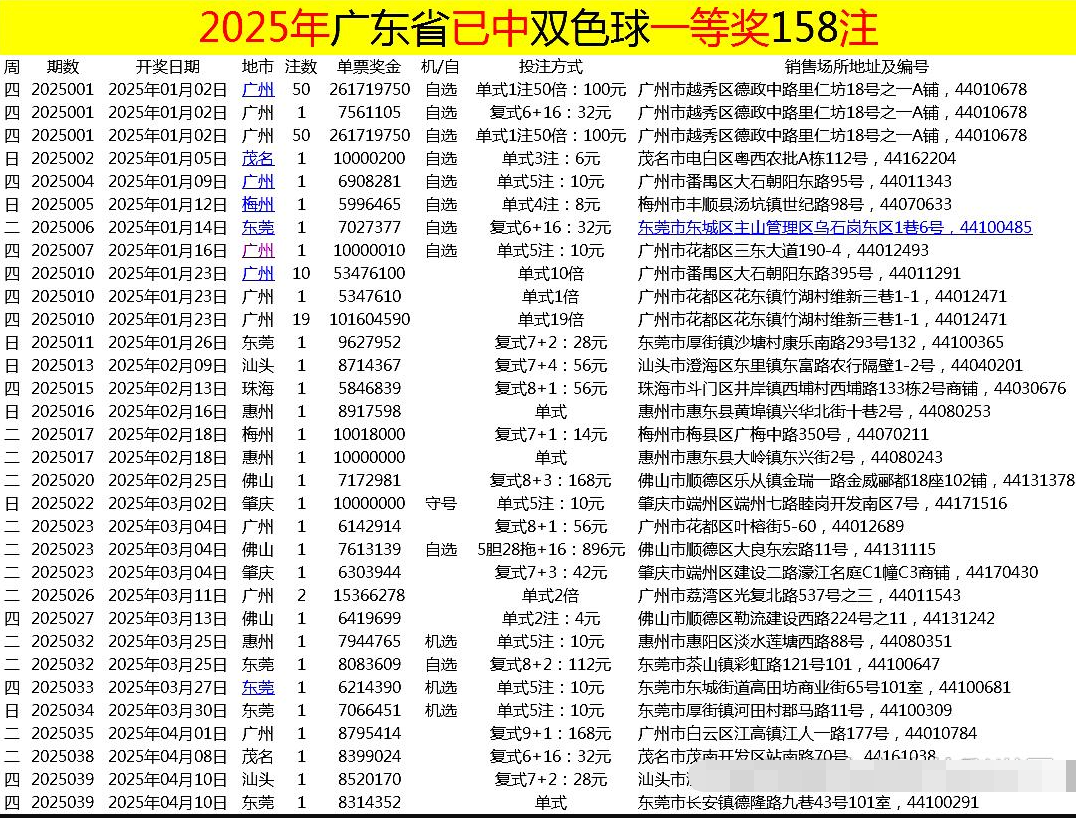 2025年广东省已中双色球一等奖158注
周 期数 开奖日期 地市 注数 单票奖金 机/自 投注方式 销售场所地址及编号
四 2025001 2025年01月02日 广州 50 261719750 自选 单式1注50倍：100元 广州市越秀区德政中路里仁坊18号之一A铺，44010678
四 2025001 2025年01月02日 广州 1 7561105 自选 复式6+16：32元 广州市越秀区德政中路里仁坊18号之一A铺，44010678
四 2025001 2025年01月02日 广州 50 261719750 自选 单式1注50倍：100元 广州市越秀区德政中路里仁坊18号之一A铺，44010678
日 2025002 2025年01月05日 茂名 1 10000200 自选 单式3注：6元 茂名市电白区粤西农批A栋112号，44162204
四 2025004 2025年01月09日 广州 1 6908281 自选 单式5注：10元 广州市番禺区大石朝阳东路95号，44011343
日 2025005 2025年01月12日 梅州 1 5996465 自选 单式4注：8元 梅州市丰顺县汤坑镇世纪路98号，44070633
二 2025006 2025年01月14日 东莞 1 7027377 自选 复式6+16：32元 东莞市东城区主山管理区乌石岗东区1巷6号，44100485
四 2025007 2025年01月16日 广州 1 10000010 自选 单式5注：10元 广州市花都区三东大道190-4，44012493
四 2025010 2025年01月23日 广州 10 53476100 单式10倍 广州市番禺区大石朝阳东路395号，44011291
四 2025010 2025年01月23日 广州 1 5347610 单式1倍 广州市花都区花东镇竹湖村维新三巷1-1，44012471
四 2025010 2025年01月23日 广州 19 101604590 单式19倍 广州市花都区花东镇竹湖村维新三巷1-1，44012471
日 2025011 2025年01月26日 东莞 1 9627952 复式7+2：28元 东莞市厚街镇沙塘村康乐南路293号132，44100365
日 2025013 2025年02月09日 汕头 1 8714367 复式7+4：56元 汕头市澄海区东里镇东富路农行隔壁1-2号，44040201
四 2025015 2025年02月13日 珠海 1 5846839 复式8+1：56元 珠海市斗门区井岸镇西埔村西埔路133栋2号商铺，44030676
日 2025016 2025年02月16日 惠州 1 8917598 单式 惠州市惠东县黄埠镇兴华北街十巷2号，44080253
二 2025017 2025年02月18日 梅州 1 10018000 复式7+1：14元 梅州市梅县区广梅中路350号，44070211
二 2025017 2025年02月18日 惠州 1 10000000 单式 惠州市惠东县大岭镇东兴街2号，44080243
二 2025020 2025年02月25日 佛山 1 7172981 复式8+3：168元 佛山市顺德区乐从镇金瑞一路金威郦都18座102铺，44131378
日 2025022 2025年03月02日 肇庆 1 10000000 守号 单式5注：10元 肇庆市端州区端州七路睦岗开发南区7号，44171516
二 2025023 2025年03月04日 广州 1 6142914 复式8+1：56元 广州市花都区叶榕街5-60，44012689
二 2025023 2025年03月04日 佛山 1 7613139 自选 5胆28拖+16：896元 佛山市顺德区大良东宏路11号，44131115
二 2025023 2025年03月04日 肇庆 1 6303944 复式7+3：42元 肇庆市端州区建设二路濠江名庭C1幢C3商铺，44170430
二 2025026 2025年03月11日 广州 2 15366278 单式2倍 广州市荔湾区光复北路537号之三，44011543
四 2025027 2025年03月13日 佛山 1 6419699 单式2注：4元 佛山市顺德区勒流建设西路224号之11，44131242
二 2025032 2025年03月25日 惠州 1 7944765 机选 单式5注：10元 惠州市惠阳区淡水莲塘西路88号，44080351
二 2025032 2025年03月25日 东莞 1 8083609 自选 复式8+2：112元 东莞市茶山镇彩虹路121号101，44100647
四 2025033 2025年03月27日 东莞 1 6214390 机选 单式5注：10元 东莞市东城街道高田坊商业街65号101室，44100681
日 2025034 2025年03月30日 东莞 1 7066451 机选 单式5注：10元 东莞市厚街镇河田村郡马路11号，44100309
二 2025035 2025年04月01日 广州 1 8795414 复式9+1：168元 广州市白云区江高镇江人一路177号，44010784
二 2025038 2025年04月08日 茂名 1 8399024 复式6+16：32元 茂名市茂南开发区站南路70号，44161038
四 2025039 2025年04月10日 汕头 1 8520170 复式7+2：28元 汕头市
四 2025039 2025年04月10日 东莞 1 8314352 单式 东莞市长安镇德隆路九巷43号101室，44100291